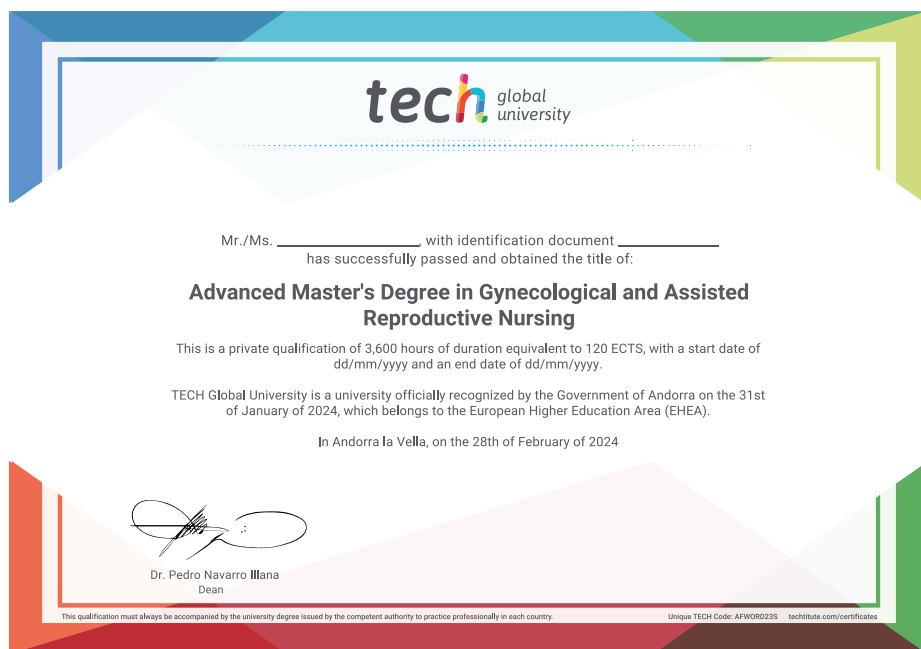 tech global university
Mr./Ms. ____________, with identification document ____________
has successfully passed and obtained the title of:
Advanced Master's Degree in Gynecological and Assisted
Reproductive Nursing
This is a private qualification of 3,600 hours of duration equivalent to 120 ECTS, with a start date of
dd/mm/yyyy and an end date of dd/mm/yyyy.
TECH Global University is a university officially recognized by the Government of Andorra on the 31st
of January of 2024, which belongs to the European Higher Education Area (EHEA).
In Andorra la Vella, on the 28th of February of 2024
Dr. Pedro Navarro Illana
Dean
This qualification must always be accompanied by the university degree issued by the competent authority to practice professionally in each country.
Unique TECH Code: AFWORD23S techtitute.com/certificates